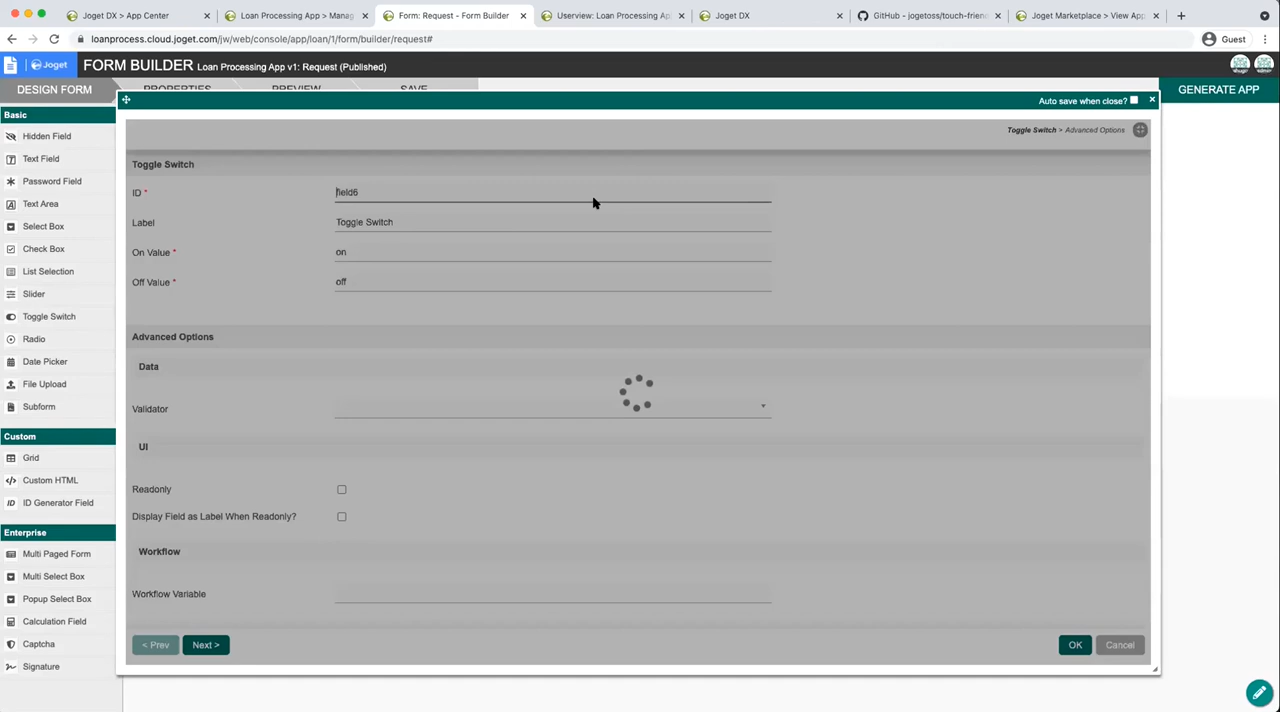 Joget DX > App Center
Loan Processing App > Manag
Form: Request - Form Builder
Userview: Loan Processing Ap
Joget DX
GitHub - jogetoss/touch-frien
Joget Marketplace > View App
loanprocess.cloud.joget.com/jw/web/console/app/loan/1/form/builder/request#
Guest
Joget
FORM BUILDER Loan Processing App v1: Request (Published)
DESIGN FORM
PROPERTIES
PREVIEW
SAVE
GENERATE APP
Auto save when close?
Basic
Hidden Field
Text Field
Password Field
Text Area
Select Box
Check Box
List Selection
Slider
Toggle Switch
Radio
Date Picker
File Upload
Subform
Custom
Grid
Custom HTML
ID Generator Field
Enterprise
Multi Paged Form
Multi Select Box
Popup Select Box
Calculation Field
Captcha
Signature
Toggle Switch > Advanced Options
Toggle Switch
ID * field6
Label Toggle Switch
On Value * on
Off Value * off
Advanced Options
Data
Validator
UI
Readonly
Display Field as Label When Readonly?
Workflow
Workflow Variable
< Prev
Next >
OK
Cancel